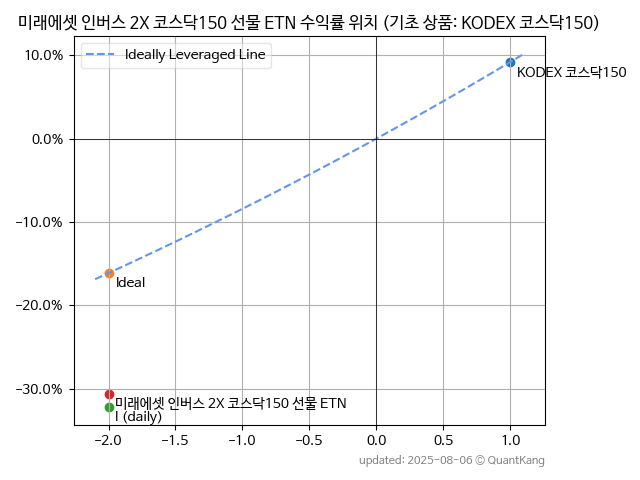 미래에셋 인버스 2X 코스닥150 선물 ETN 수익률 위치 (기초 상품: KODEX 코스닥150)
10.0%
Ideally Leveraged Line
KODEX 코스닥150
0.0%
-10.0%
-20.0%
Ideal
-30.0%
미래에셋 인버스 2X 코스닥150 선물 ETN
I (daily)
-2.0 -1.5 -1.0 -0.5 0.0 0.5 1.0
updated: 2025-08-06 © QuantKang